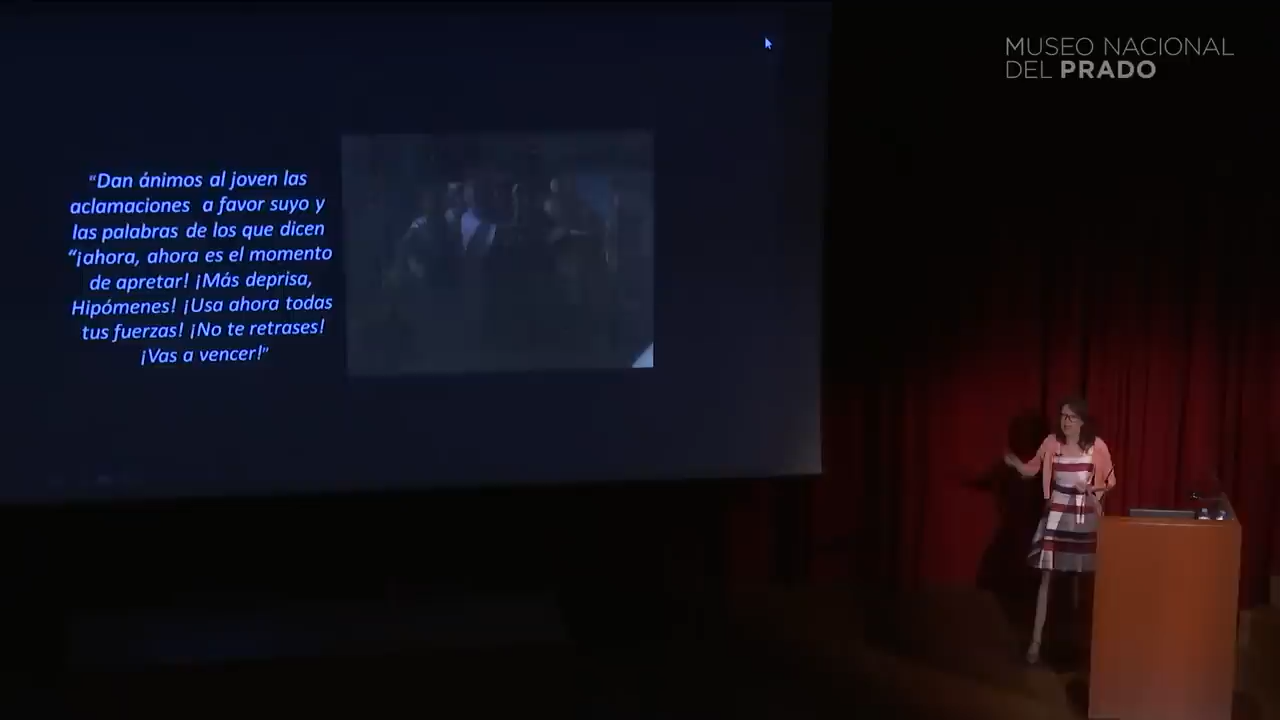 MUSEO NACIONAL
DEL PRADO
"Dan ánimos al joven las
aclamaciones a favor suyo y
las palabras de los que dicen
"¡ahora, ahora es el momento
de apretar! ¡Más deprisa,
Hipómenes! ¡Usa ahora todas
tus fuerzas! ¡No te retrases!
¡Vas a vencer!"